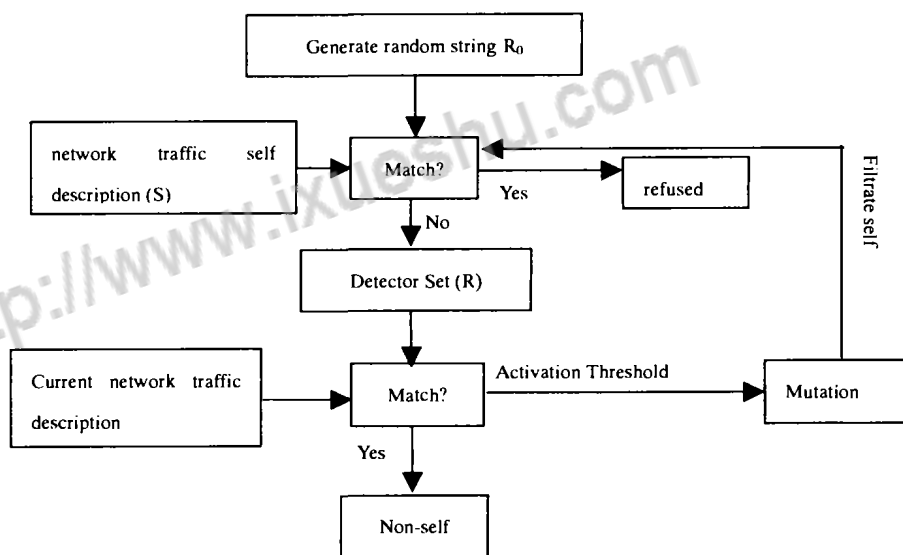 Generate random string R₀
network traffic self
description (S)
Match?
Yes
refused
Filtrate self
No
Detector Set (R)
Current network traffic
description
Match?
Activation Threshold
Mutation
Yes
Non-self
p://www.ixueshu.com